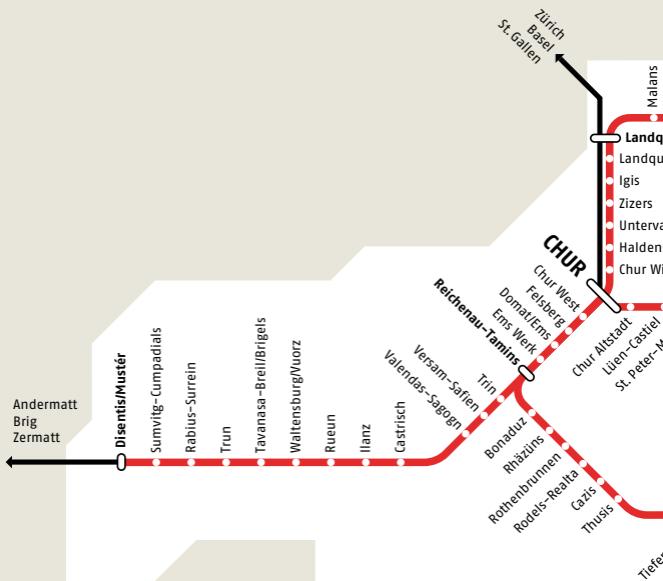 Zürich
Basel
St. Gallen
Malans
Landq
Landqu
Igis
Zizers
Unterva
Halden
Chur Wi
CHUR
Chur West
Felsberg
Domat/Ems
Ems Werk
Reichenau-Tamins
Trin
Versam-Safien
Valendas-Sagogn
Castrisch
Ilanz
Rueun
Waltensburg/Vuorz
Tavanasa-Breil/Brigels
Trun
Rabius-Surrein
Sumvitg-Cumpadials
Disentis/Mustér
Andermatt
Brig
Zermatt
Chur Altstadt
Lüen-Castiel
St. Peter-M
Bonaduz
Rhäzüns
Rothenbrunnen
Rodels-Realta
Cazis
Thusis
Tiefe